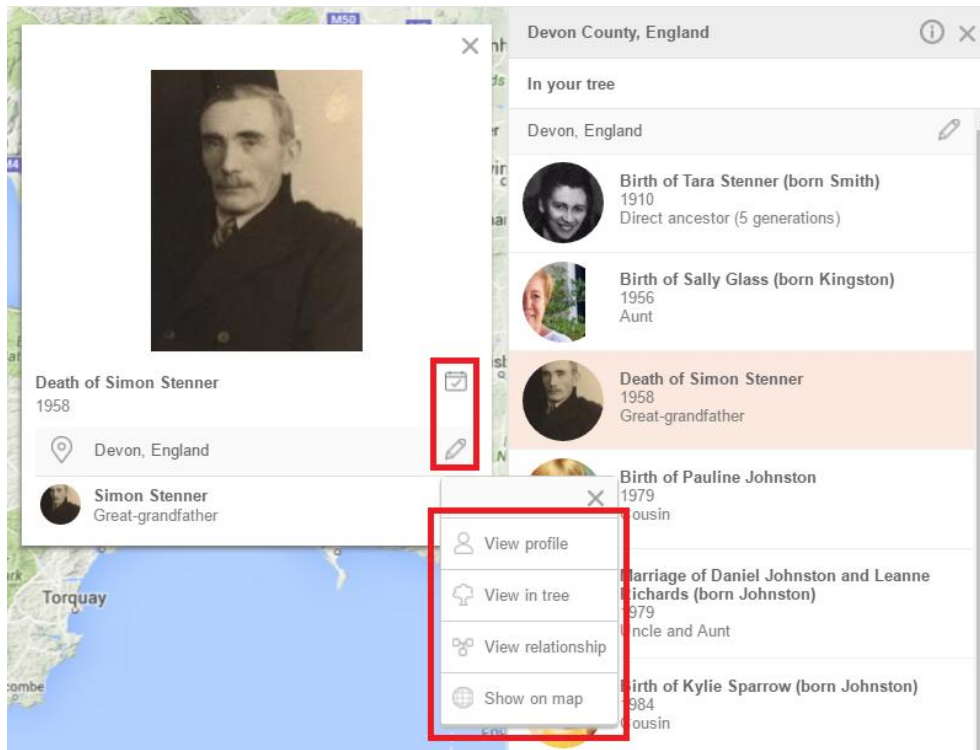 M50
Death of Simon Stenner
1958
Devon, England
Simon Stenner
Great-grandfather
View profile
View in tree
View relationship
Show on map
M4
Torquay
combe
Devon County, England
In your tree
Devon, England
Birth of Tara Stenner (born Smith)
1910
Direct ancestor (5 generations)
Birth of Sally Glass (born Kingston)
1956
Aunt
Death of Simon Stenner
1958
Great-grandfather
Birth of Pauline Johnston
1979
Cousin
Marriage of Daniel Johnston and Leanne
Richards (born Johnston)
1979
Uncle and Aunt
Birth of Kylie Sparrow (born Johnston)
1984
Cousin